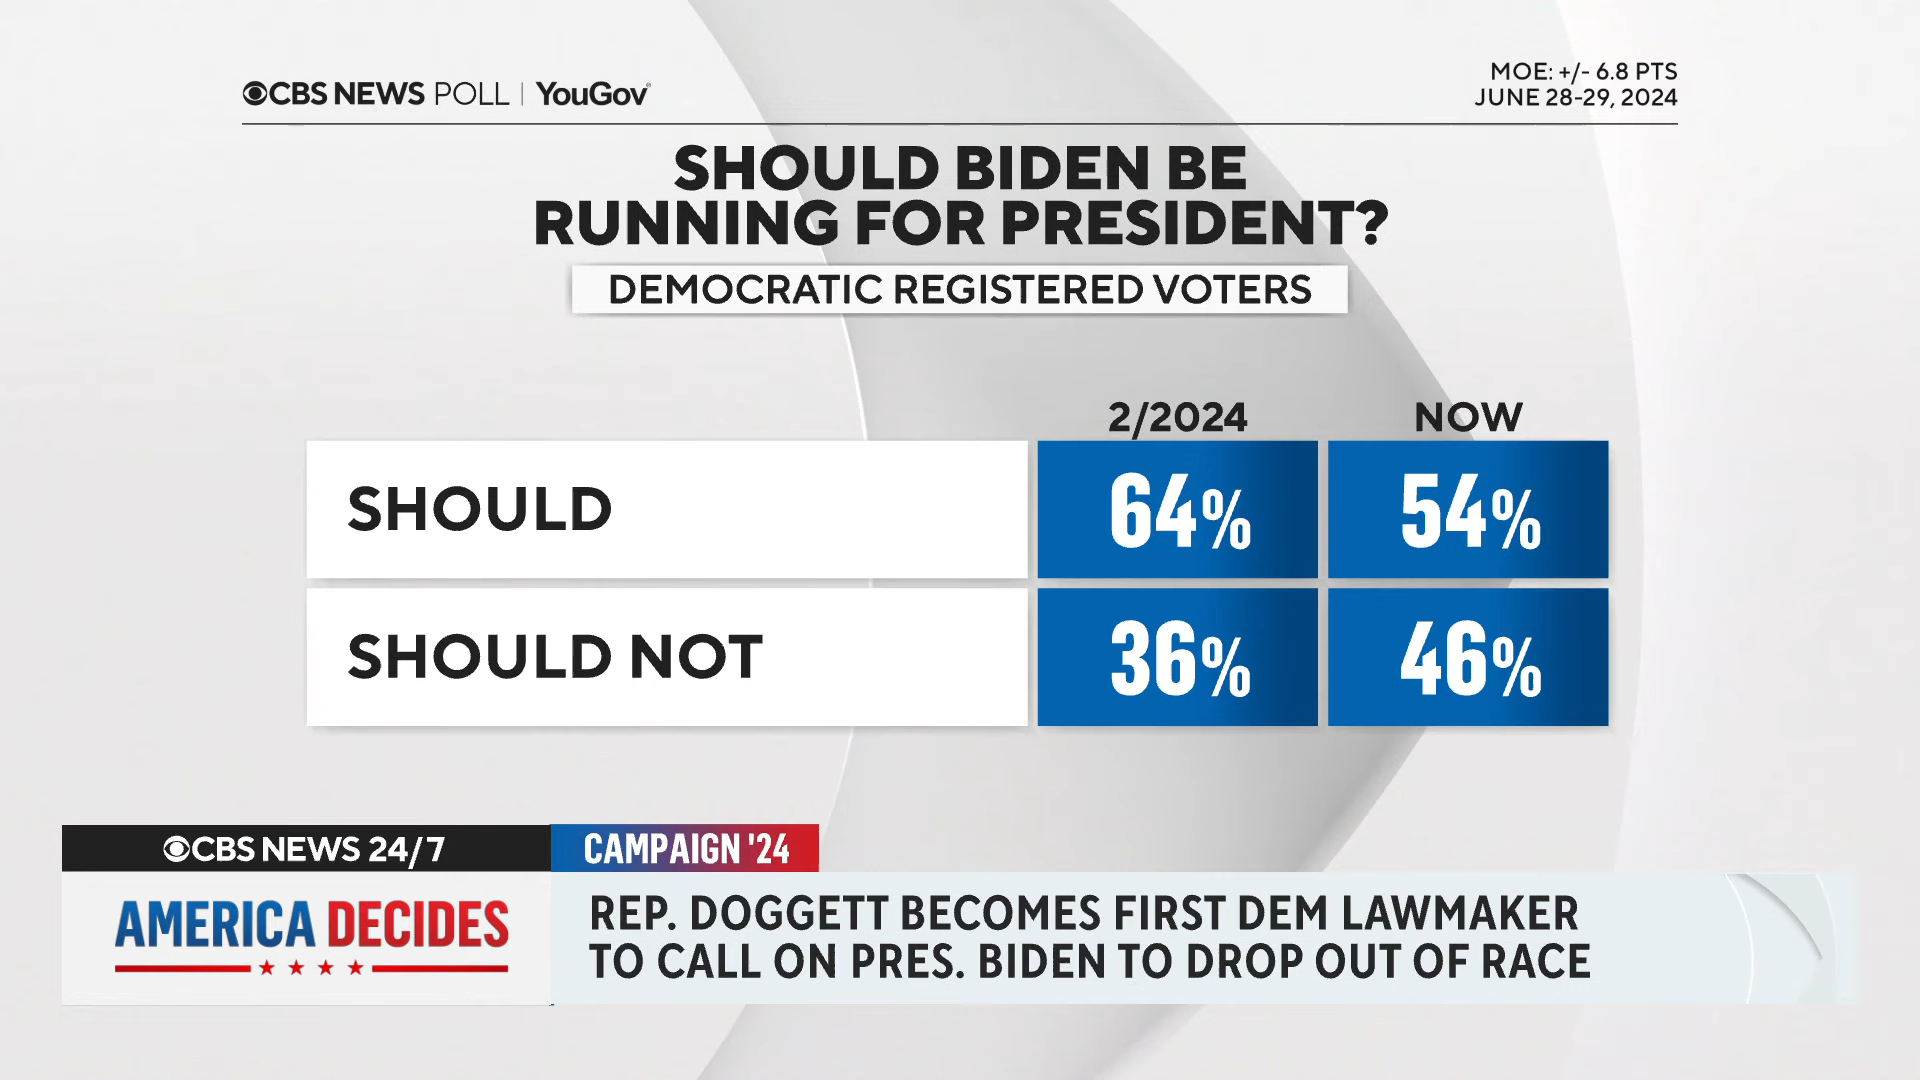 CBS NEWS POLL | YouGov
MOE: +/- 6.8 PTS
JUNE 28-29, 2024
SHOULD BIDEN BE
RUNNING FOR PRESIDENT?
DEMOCRATIC REGISTERED VOTERS
2/2024 NOW
SHOULD 64% 54%
SHOULD NOT 36% 46%
CBS NEWS 24/7
CAMPAIGN '24
AMERICA DECIDES
REP. DOGGETT BECOMES FIRST DEM LAWMAKER
TO CALL ON PRES. BIDEN TO DROP OUT OF RACE